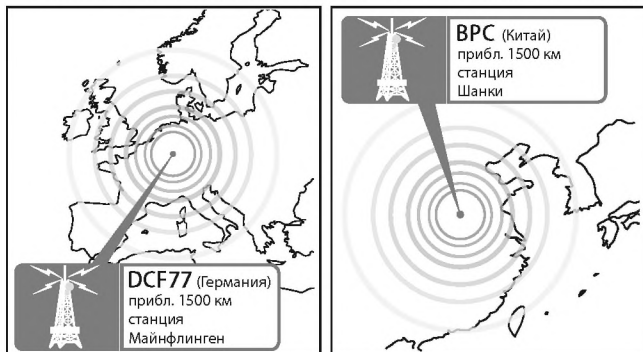 DCF77 (Германия)
прибл. 1500 км
станция
Майнфлинген
BPC (Китай)
прибл. 1500 км
станция
Шанки